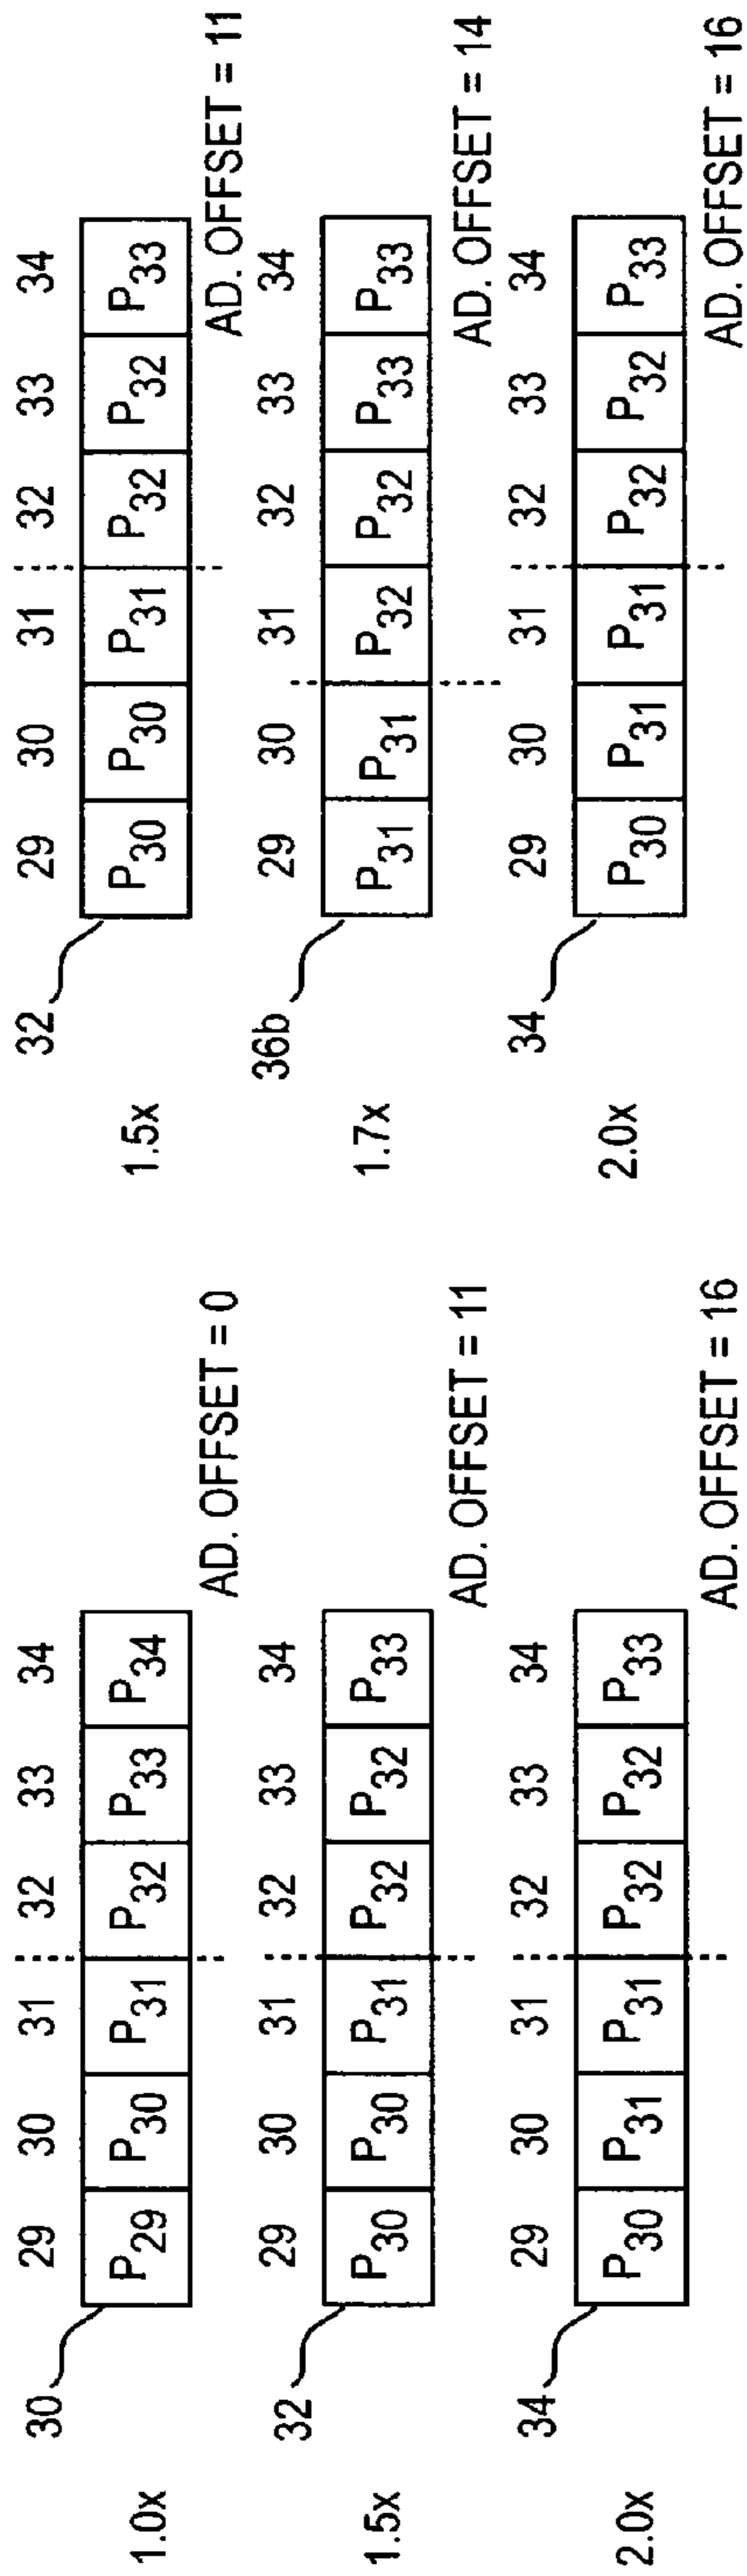 29 30 31 32 33 34
30
1.0x
P29 P30 P31 P32 P33 P34
AD. OFFSET = 0
29 30 31 32 33 34
32
1.5x
P30 P30 P31 P32 P32 P33
AD. OFFSET = 11
29 30 31 32 33 34
34
2.0x
P30 P31 P31 P32 P32 P33
AD. OFFSET = 16
29 30 31 32 33 34
32
1.5x
P30 P30 P31 P32 P32 P33
AD. OFFSET = 11
29 30 31 32 33 34
36b
1.7x
P31 P31 P32 P32 P33 P33
AD. OFFSET = 14
29 30 31 32 33 34
34
2.0x
P30 P31 P31 P32 P32 P33
AD. OFFSET = 16